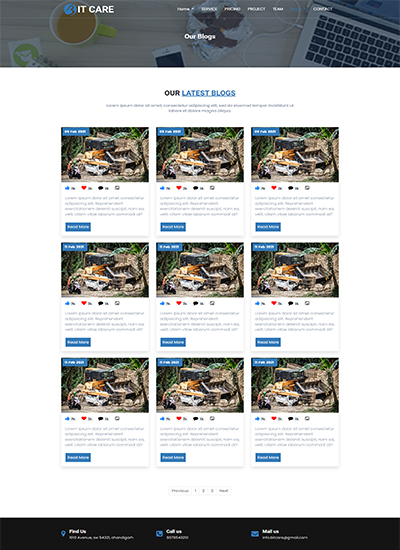 IT CARE
Home SERVICE PRICING PROJECT TEAM CONTACT
Our Blogs
OUR LATEST BLOGS
Lorem ipsum dolor sit amet, consectetur adipiscing elit, sed do eiusmod tempor incididunt ut
labore et dolore magna aliqua.
05 Feb 2021 05 Feb 2021 05 Feb 2021
Lorem ipsum dolor sit amet consectetur
adipisicing elit. Reprehenderit
exercitationem deleniti suscipit, nam ea,
velit, ullam vitae laborum commodi at?
Read More
Lorem ipsum dolor sit amet consectetur
adipisicing elit. Reprehenderit
exercitationem deleniti suscipit, nam ea,
velit, ullam vitae laborum commodi at?
Read More
Lorem ipsum dolor sit amet consectetur
adipisicing elit. Reprehenderit
exercitationem deleniti suscipit, nam ea,
velit, ullam vitae laborum commodi at?
Read More
11 Feb 2021 11 Feb 2021 11 Feb 2021
Lorem ipsum dolor sit amet consectetur
adipisicing elit. Reprehenderit
exercitationem deleniti suscipit, nam ea,
velit, ullam vitae laborum commodi at?
Read More
Lorem ipsum dolor sit amet consectetur
adipisicing elit. Reprehenderit
exercitationem deleniti suscipit, nam ea,
velit, ullam vitae laborum commodi at?
Read More
Lorem ipsum dolor sit amet consectetur
adipisicing elit. Reprehenderit
exercitationem deleniti suscipit, nam ea,
velit, ullam vitae laborum commodi at?
Read More
11 Feb 2021 11 Feb 2021 11 Feb 2021
Lorem ipsum dolor sit amet consectetur
adipisicing elit. Reprehenderit
exercitationem deleniti suscipit, nam ea,
velit, ullam vitae laborum commodi at?
Read More
Lorem ipsum dolor sit amet consectetur
adipisicing elit. Reprehenderit
exercitationem deleniti suscipit, nam ea,
velit, ullam vitae laborum commodi at?
Read More
Lorem ipsum dolor sit amet consectetur
adipisicing elit. Reprehenderit
exercitationem deleniti suscipit, nam ea,
velit, ullam vitae laborum commodi at?
Read More
Previous 1 2 3 Next
Find Us
1010 Avenue, sw 54321, chandigarh
Call us
9876543210
Mail us